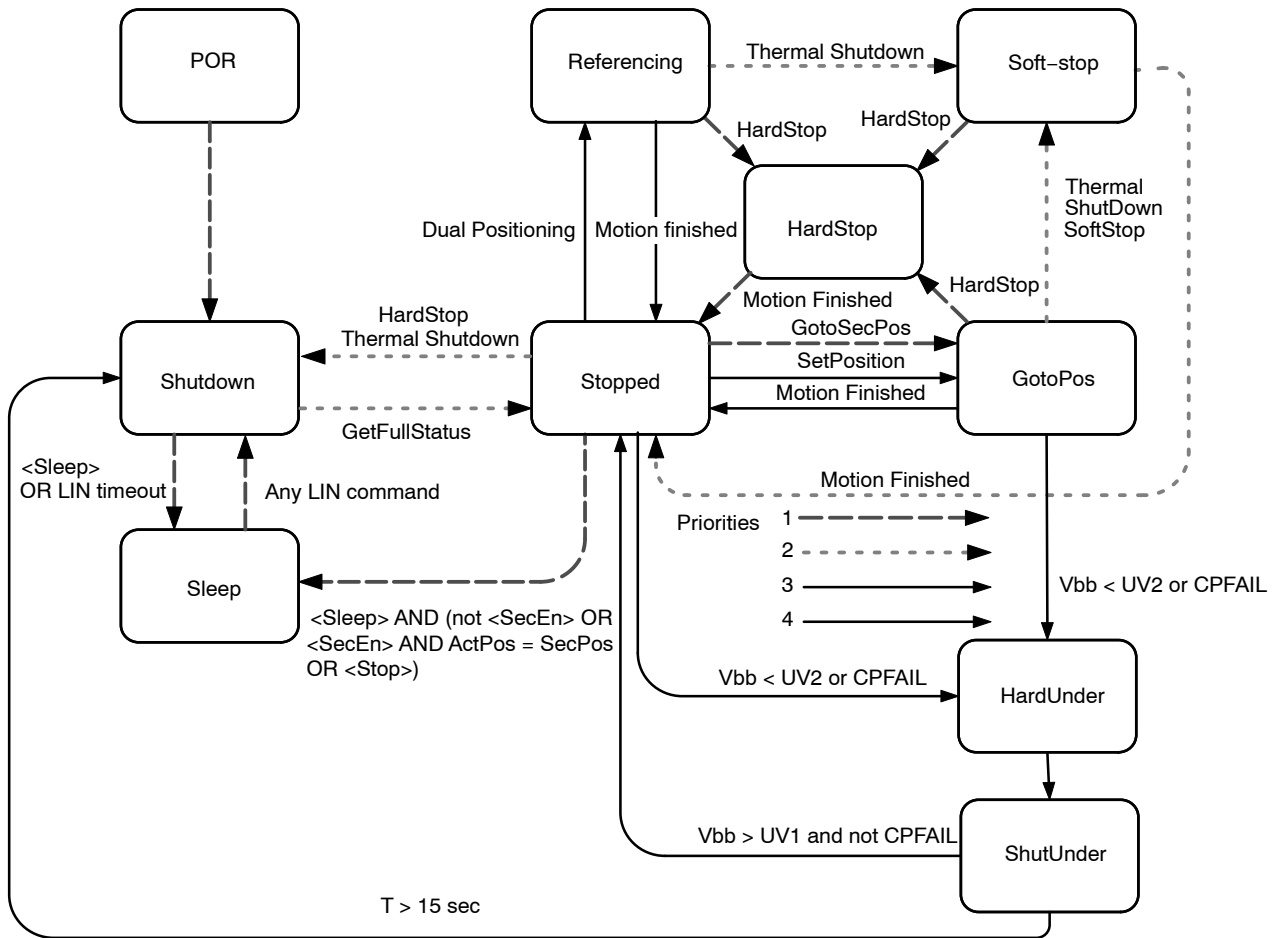 POR
Referencing
Thermal Shutdown
Soft−stop
HardStop
HardStop
Thermal
ShutDown
SoftStop
HardStop
Dual Positioning
Motion finished
HardStop
Motion Finished
HardStop
Thermal Shutdown
GotoSecPos
SetPosition
Motion Finished
Shutdown
Stopped
GotoPos
GetFullStatus
<Sleep>
OR LIN timeout
Any LIN command
Motion Finished
Priorities
1
2
3
4
Sleep
Vbb < UV2 or CPFAIL
<Sleep> AND (not <SecEn> OR
<SecEn> AND ActPos = SecPos
OR <Stop>)
Vbb < UV2 or CPFAIL
HardUnder
Vbb > UV1 and not CPFAIL
ShutUnder
T > 15 sec